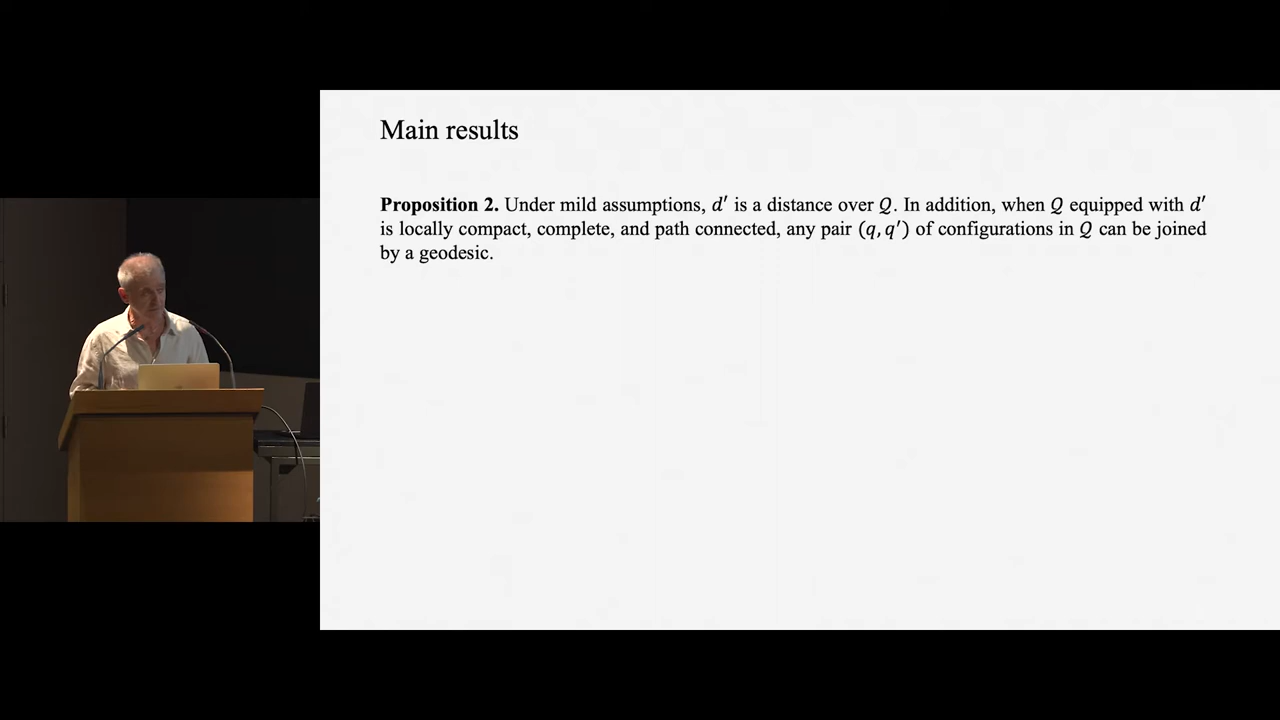 Main results
Proposition 2. Under mild assumptions, d′ is a distance over Q. In addition, when Q equipped with d′
is locally compact, complete, and path connected, any pair (q, q′) of configurations in Q can be joined
by a geodesic.